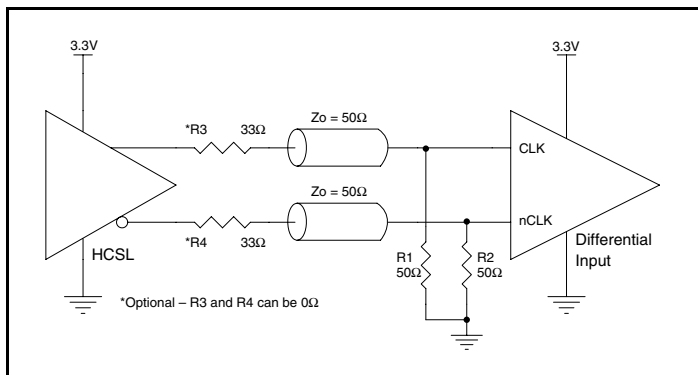 3.3V
3.3V
*R3 33Ω
Zo = 50Ω
CLK
Zo = 50Ω
*R4 33Ω
nCLK
HCSL
R1
50Ω
R2
50Ω
Differential
Input
*Optional – R3 and R4 can be 0Ω